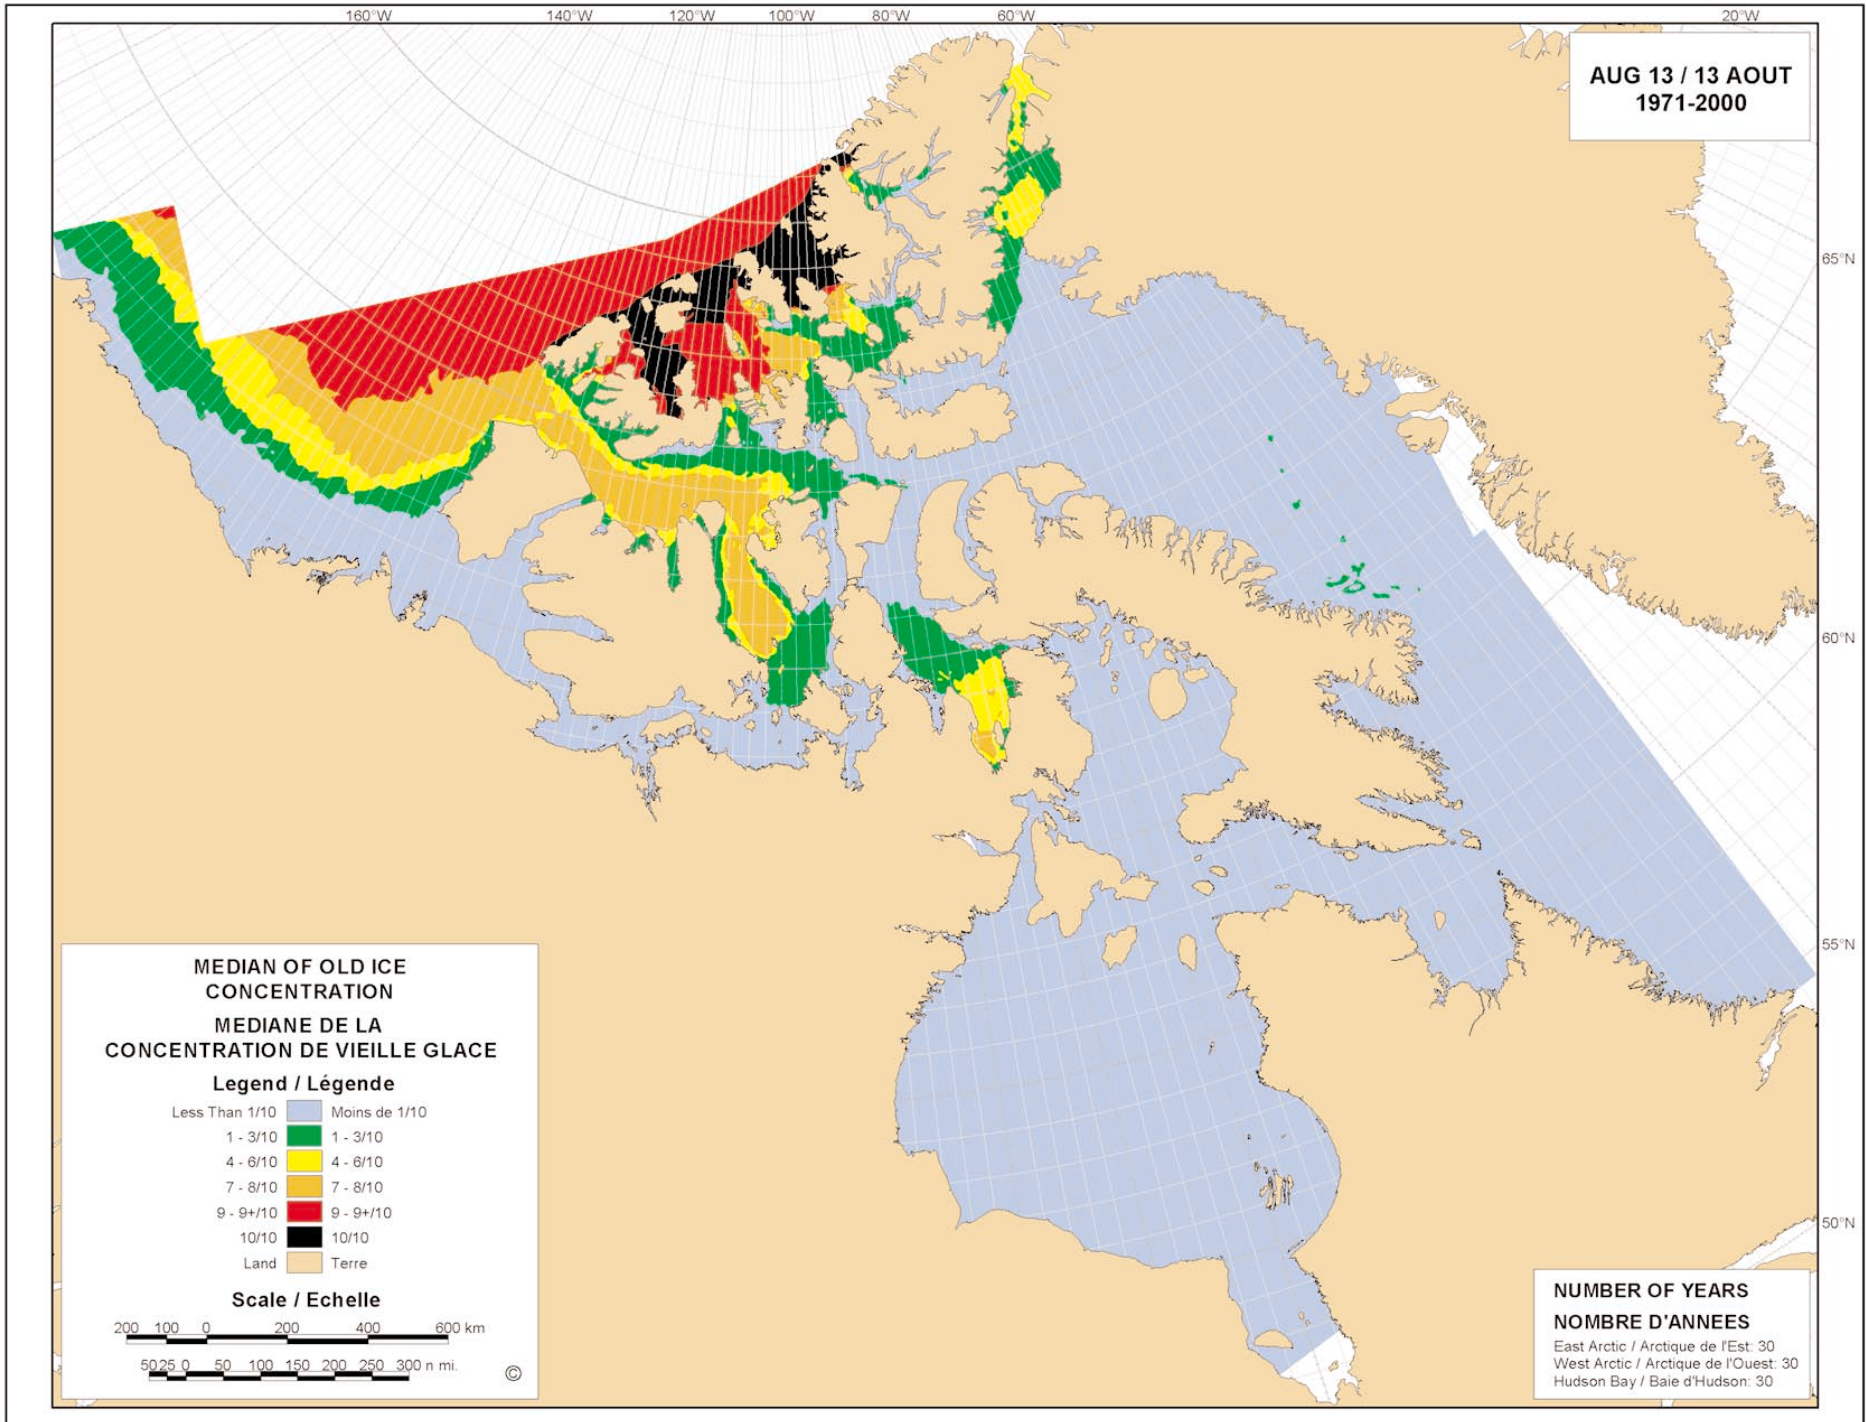 160°W 140°W 120°W 100°W 80°W 60°W 20°W
AUG 13 / 13 AOUT
1971-2000
65°N
60°N
55°N
50°N
MEDIAN OF OLD ICE
CONCENTRATION
MEDIANE DE LA
CONCENTRATION DE VIEILLE GLACE
Legend / Légende
Less Than 1/10 Moins de 1/10
1 - 3/10 1 - 3/10
4 - 6/10 4 - 6/10
7 - 8/10 7 - 8/10
9 - 9+/10 9 - 9+/10
10/10 10/10
Land Terre
Scale / Echelle
200 100 0 200 400 600 km
50 25 0 50 100 150 200 250 300 n mi.
©
NUMBER OF YEARS
NOMBRE D'ANNEES
East Arctic / Arctique de l'Est: 30
West Arctic / Arctique de l'Ouest: 30
Hudson Bay / Baie d'Hudson: 30